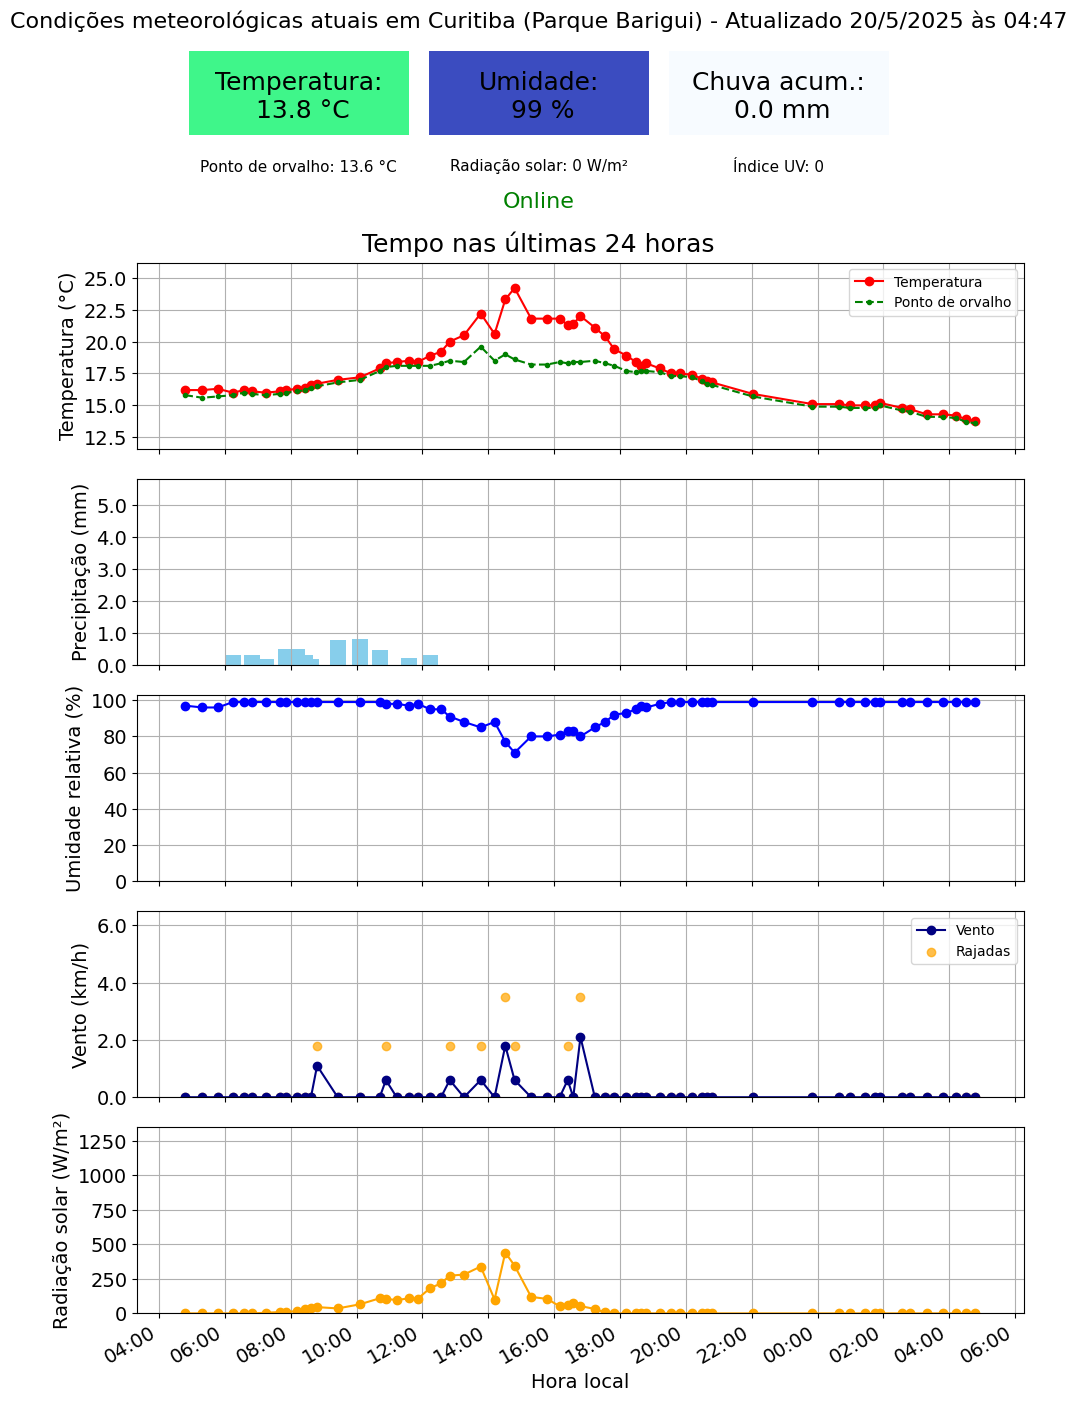 Condições meteorológicas atuais em Curitiba (Parque Barigui) - Atualizado 20/5/2025 às 04:47
Temperatura:
13.8 °C
Umidade:
99 %
Chuva acum.:
0.0 mm
Ponto de orvalho: 13.6 °C
Radiação solar: 0 W/m²
Índice UV: 0
Online
Tempo nas últimas 24 horas
Temperatura (°C)
25.0
22.5
20.0
17.5
15.0
12.5
Temperatura
Ponto de orvalho
Precipitação (mm)
5.0
4.0
3.0
2.0
1.0
0.0
Umidade relativa (%)
100
80
60
40
20
0
Vento (km/h)
6.0
4.0
2.0
0.0
Vento
Rajadas
Radiação solar (W/m²)
1250
1000
750
500
250
0
04:00
06:00
08:00
10:00
12:00
14:00
16:00
18:00
20:00
22:00
00:00
02:00
04:00
06:00
Hora local